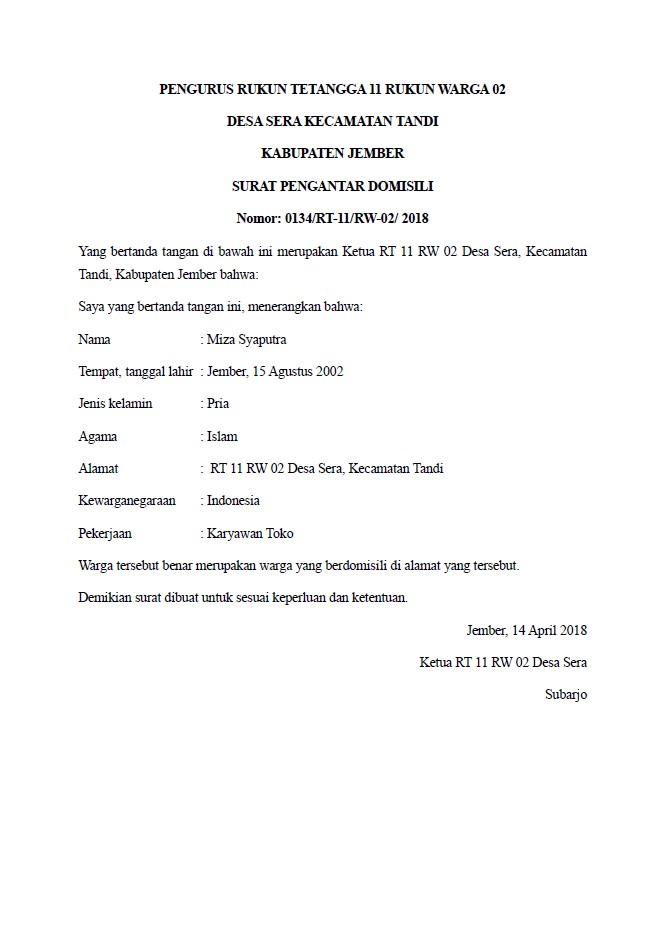 PENGURUS RUKUN TETANGGA 11 RUKUN WARGA 02
DESA SERA KECAMATAN TANDI
KABUPATEN JEMBER
SURAT PENGANTAR DOMISILI
Nomor: 0134/RT-11/RW-02/ 2018
Yang bertanda tangan di bawah ini merupakan Ketua RT 11 RW 02 Desa Sera, Kecamatan
Tandi, Kabupaten Jember bahwa:
Saya yang bertanda tangan ini, menerangkan bahwa:
Nama : Miza Syaputra
Tempat, tanggal lahir : Jember, 15 Agustus 2002
Jenis kelamin : Pria
Agama : Islam
Alamat : RT 11 RW 02 Desa Sera, Kecamatan Tandi
Kewarganegaraan : Indonesia
Pekerjaan : Karyawan Toko
Warga tersebut benar merupakan warga yang berdomisili di alamat yang tersebut.
Demikian surat dibuat untuk sesuai keperluan dan ketentuan.
Jember, 14 April 2018
Ketua RT 11 RW 02 Desa Sera
Subarjo